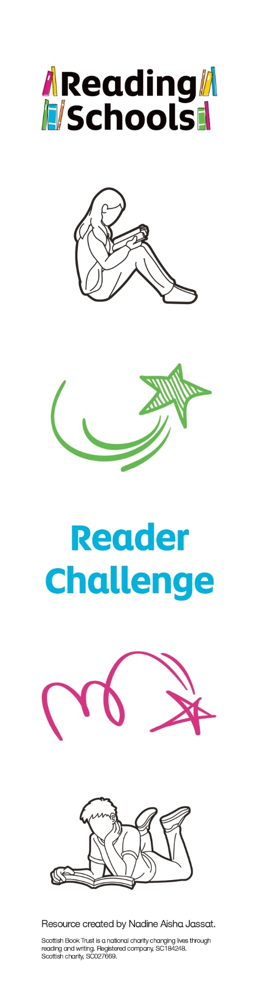 Reading
Schools
Reader
Challenge
Resource created by Nadine Aisha Jassat.
Scottish Book Trust is a national charity changing lives through
reading and writing. Registered company, SC184248.
Scottish charity, SC027669.